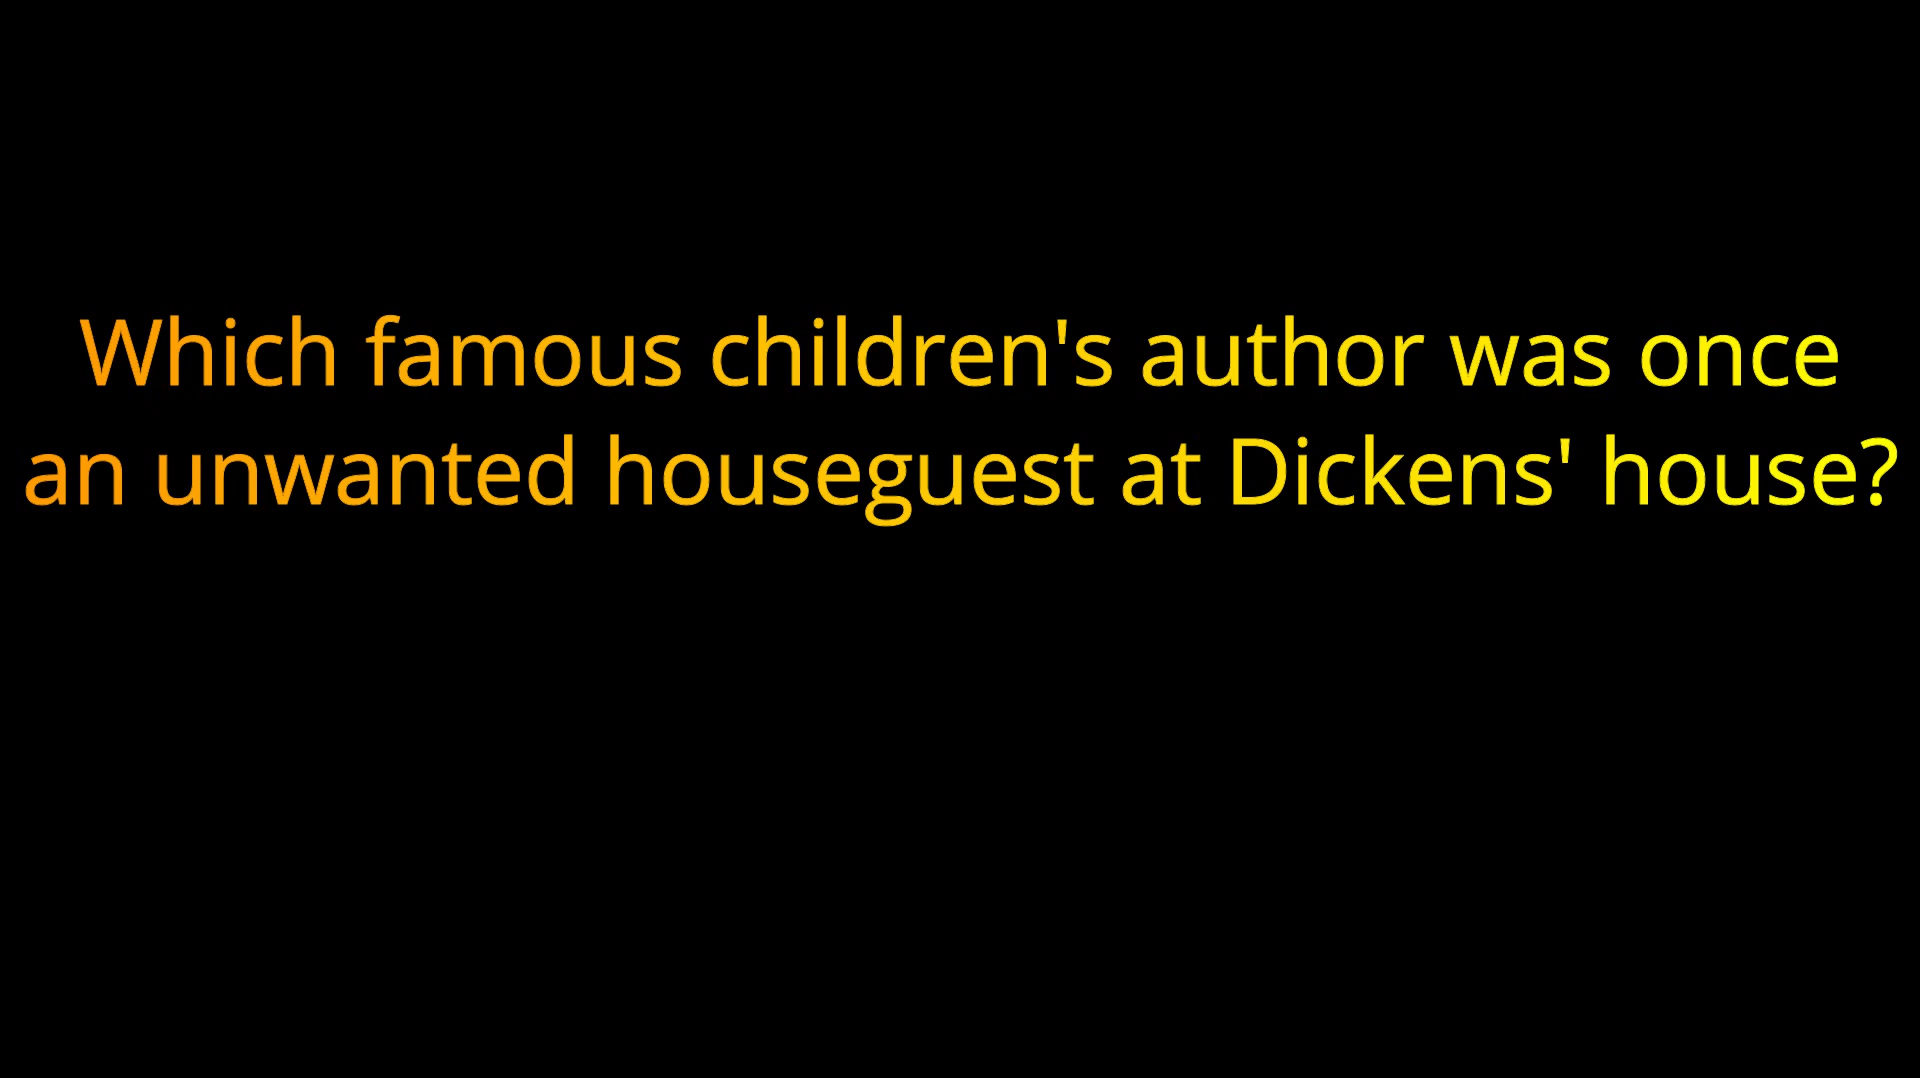 Which famous children's author was once
an unwanted houseguest at Dickens' house?